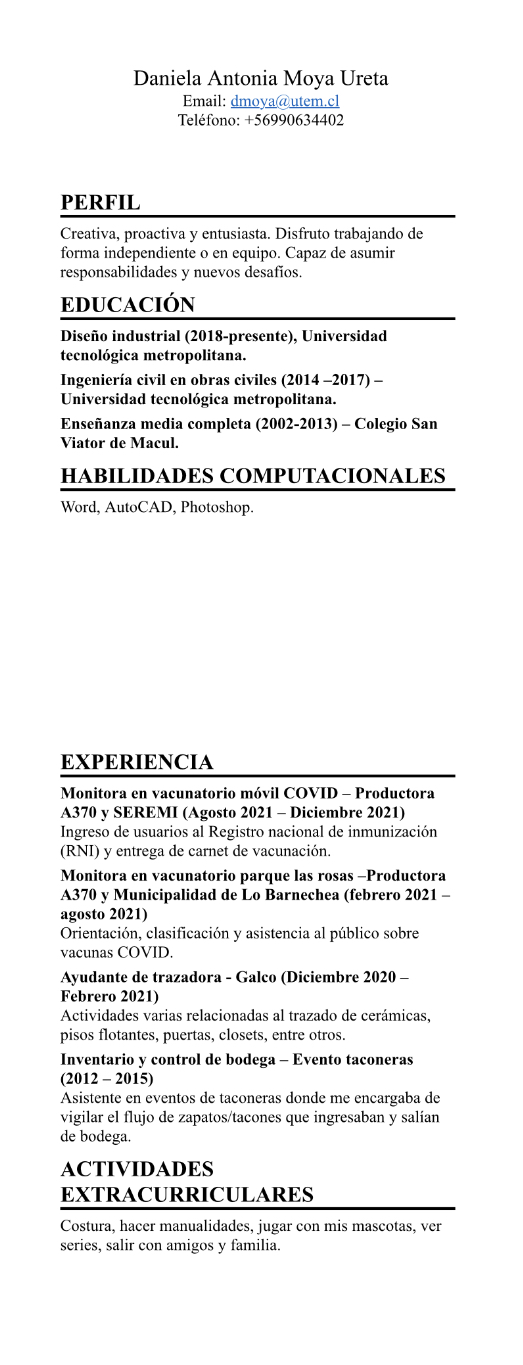 Daniela Antonia Moya Ureta
Email: dmoya@utem.cl
Teléfono: +56990634402
PERFIL
Creativa, proactiva y entusiasta. Disfruto trabajando de
forma independiente o en equipo. Capaz de asumir
responsabilidades y nuevos desafíos.
EDUCACIÓN
Diseño industrial (2018-presente), Universidad
tecnológica metropolitana.
Ingeniería civil en obras civiles (2014 –2017) –
Universidad tecnológica metropolitana.
Enseñanza media completa (2002-2013) – Colegio San
Viator de Macul.
HABILIDADES COMPUTACIONALES
Word, AutoCAD, Photoshop.
EXPERIENCIA
Monitora en vacunatorio móvil COVID – Productora
A370 y SEREMI (Agosto 2021 – Diciembre 2021)
Ingreso de usuarios al Registro nacional de inmunización
(RNI) y entrega de carnet de vacunación.
Monitora en vacunatorio parque las rosas –Productora
A370 y Municipalidad de Lo Barnechea (febrero 2021 –
agosto 2021)
Orientación, clasificación y asistencia al público sobre
vacunas COVID.
Ayudante de trazadora - Galco (Diciembre 2020 –
Febrero 2021)
Actividades varias relacionadas al trazado de cerámicas,
pisos flotantes, puertas, closets, entre otros.
Inventario y control de bodega – Evento taconeras
(2012 – 2015)
Asistente en eventos de taconeras donde me encargaba de
vigilar el flujo de zapatos/tacones que ingresaban y salían
de bodega.
ACTIVIDADES
EXTRACURRICULARES
Costura, hacer manualidades, jugar con mis mascotas, ver
series, salir con amigos y familia.